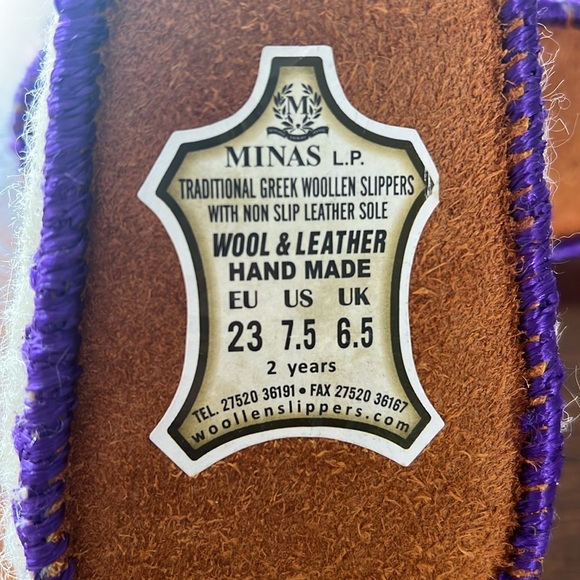 M
MINAS L.P.
TRADITIONAL GREEK WOOLLEN SLIPPERS
WITH NON SLIP LEATHER SOLE
WOOL & LEATHER
HAND MADE
EU US UK
23 7.5 6.5
2 years
TEL. 27520 36191 • FAX 27520 36167
woollenslippers.com